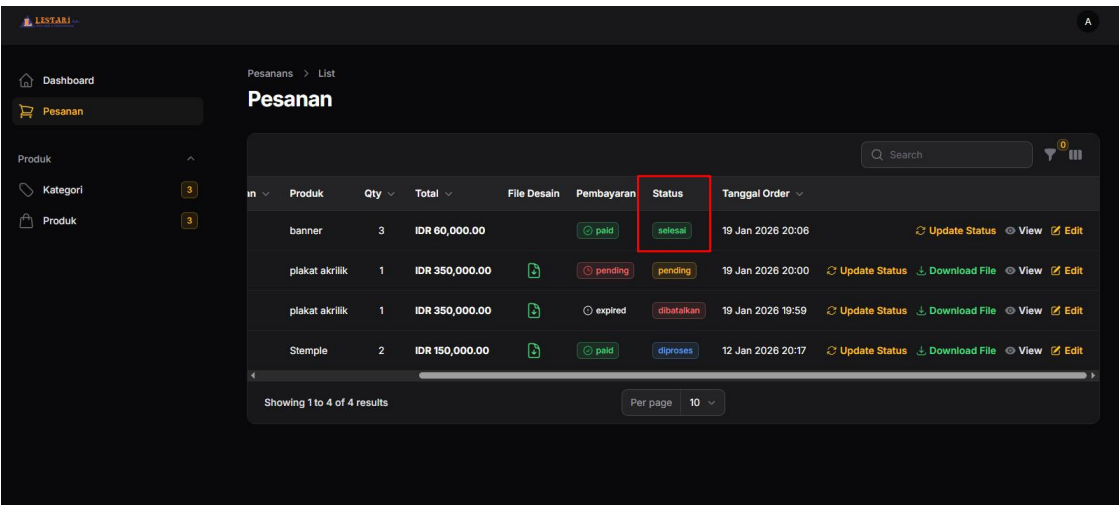 LESTARI
A
Dashboard
Pesanans > List
Pesanan
Pesanan
Search
0
Produk
Kategori 3
Produk 3
an Produk Qty Total File Desain Pembayaran Status Tanggal Order
banner 3 IDR 60,000.00 paid selesai 19 Jan 2026 20:06 Update Status View Edit
plakat akrilik 1 IDR 350,000.00 pending pending 19 Jan 2026 20:00 Update Status Download File View Edit
plakat akrilik 1 IDR 350,000.00 expired dibatalkan 19 Jan 2026 19:59 Update Status Download File View Edit
Stemple 2 IDR 150,000.00 paid diproses 12 Jan 2026 20:17 Update Status Download File View Edit
Showing 1 to 4 of 4 results
Per page 10